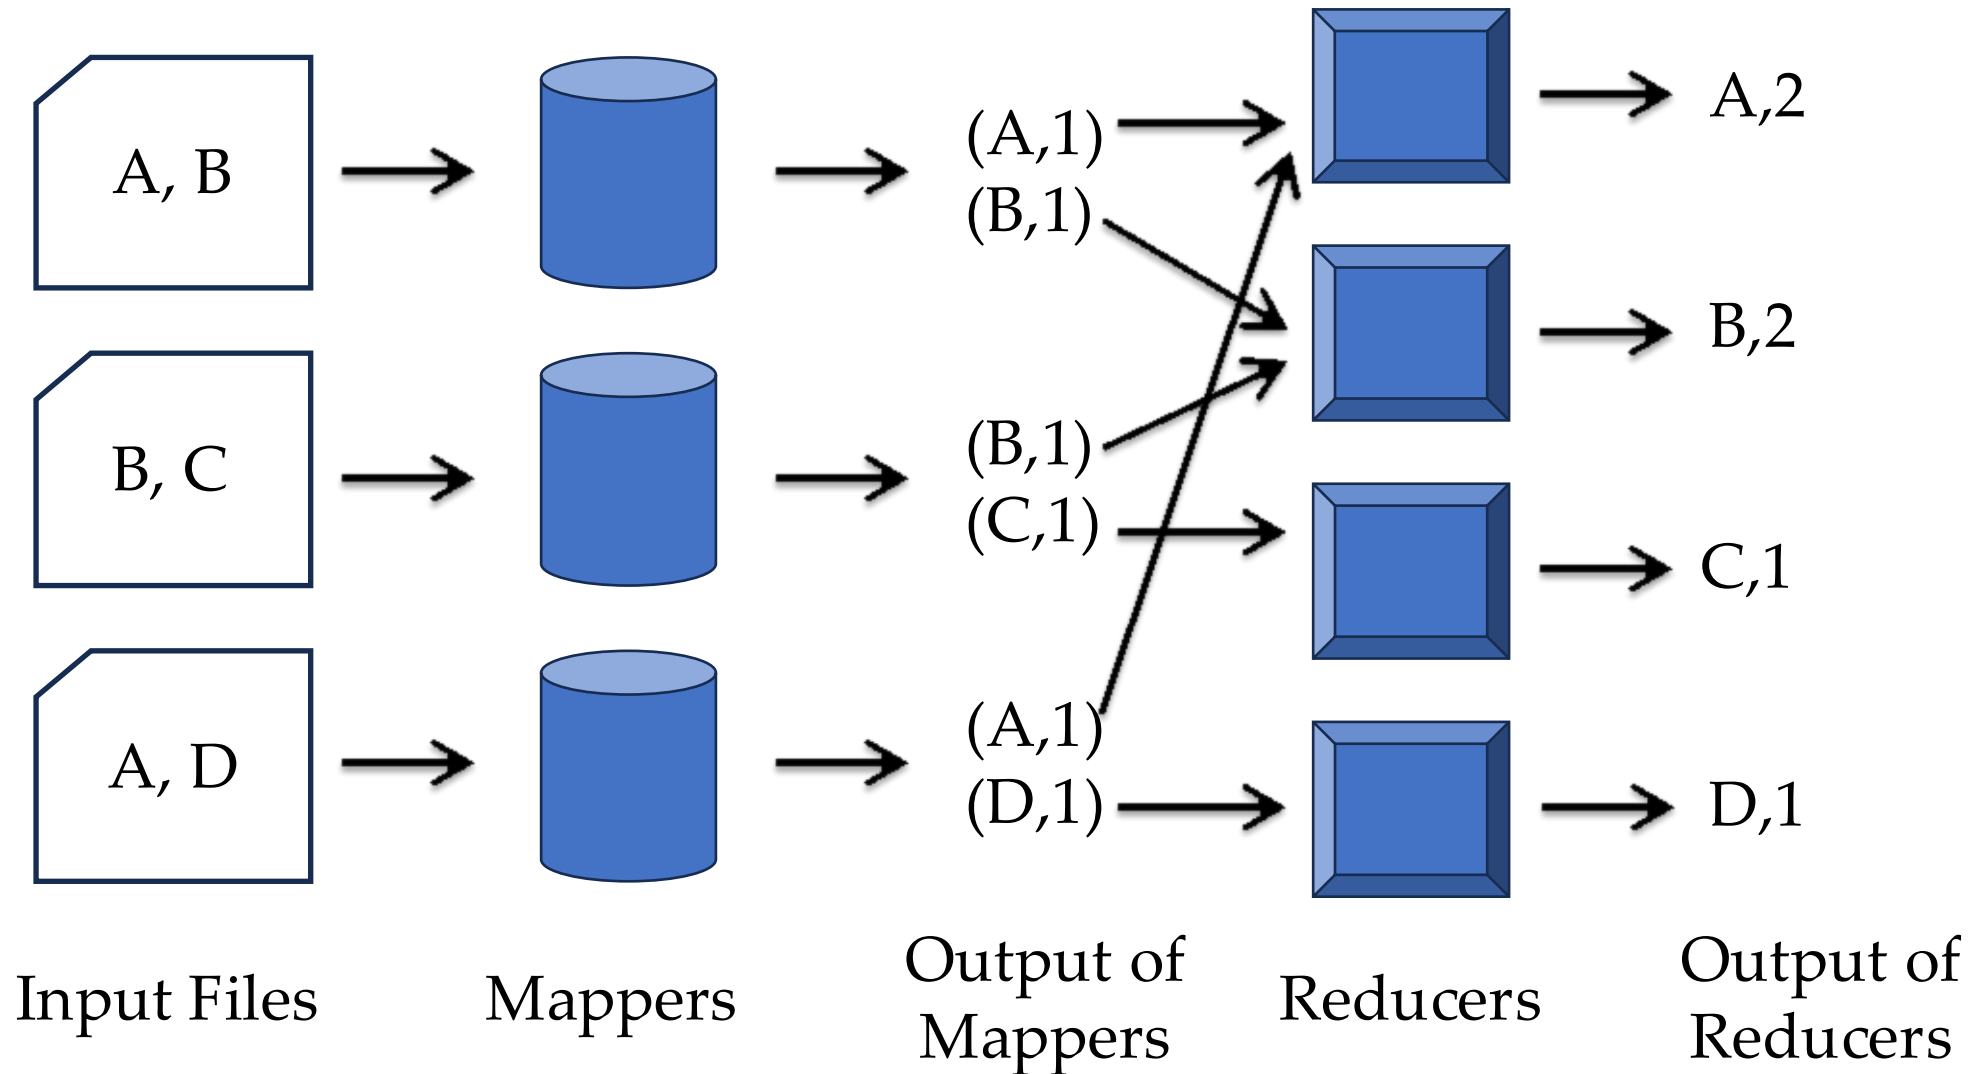 A, B
(A,1)
(B,1)
A,2
B,2
B, C
(B,1)
(C,1)
C,1
A, D
(A,1)
(D,1)
D,1
Input Files
Mappers
Output of
Mappers
Reducers
Output of
Reducers